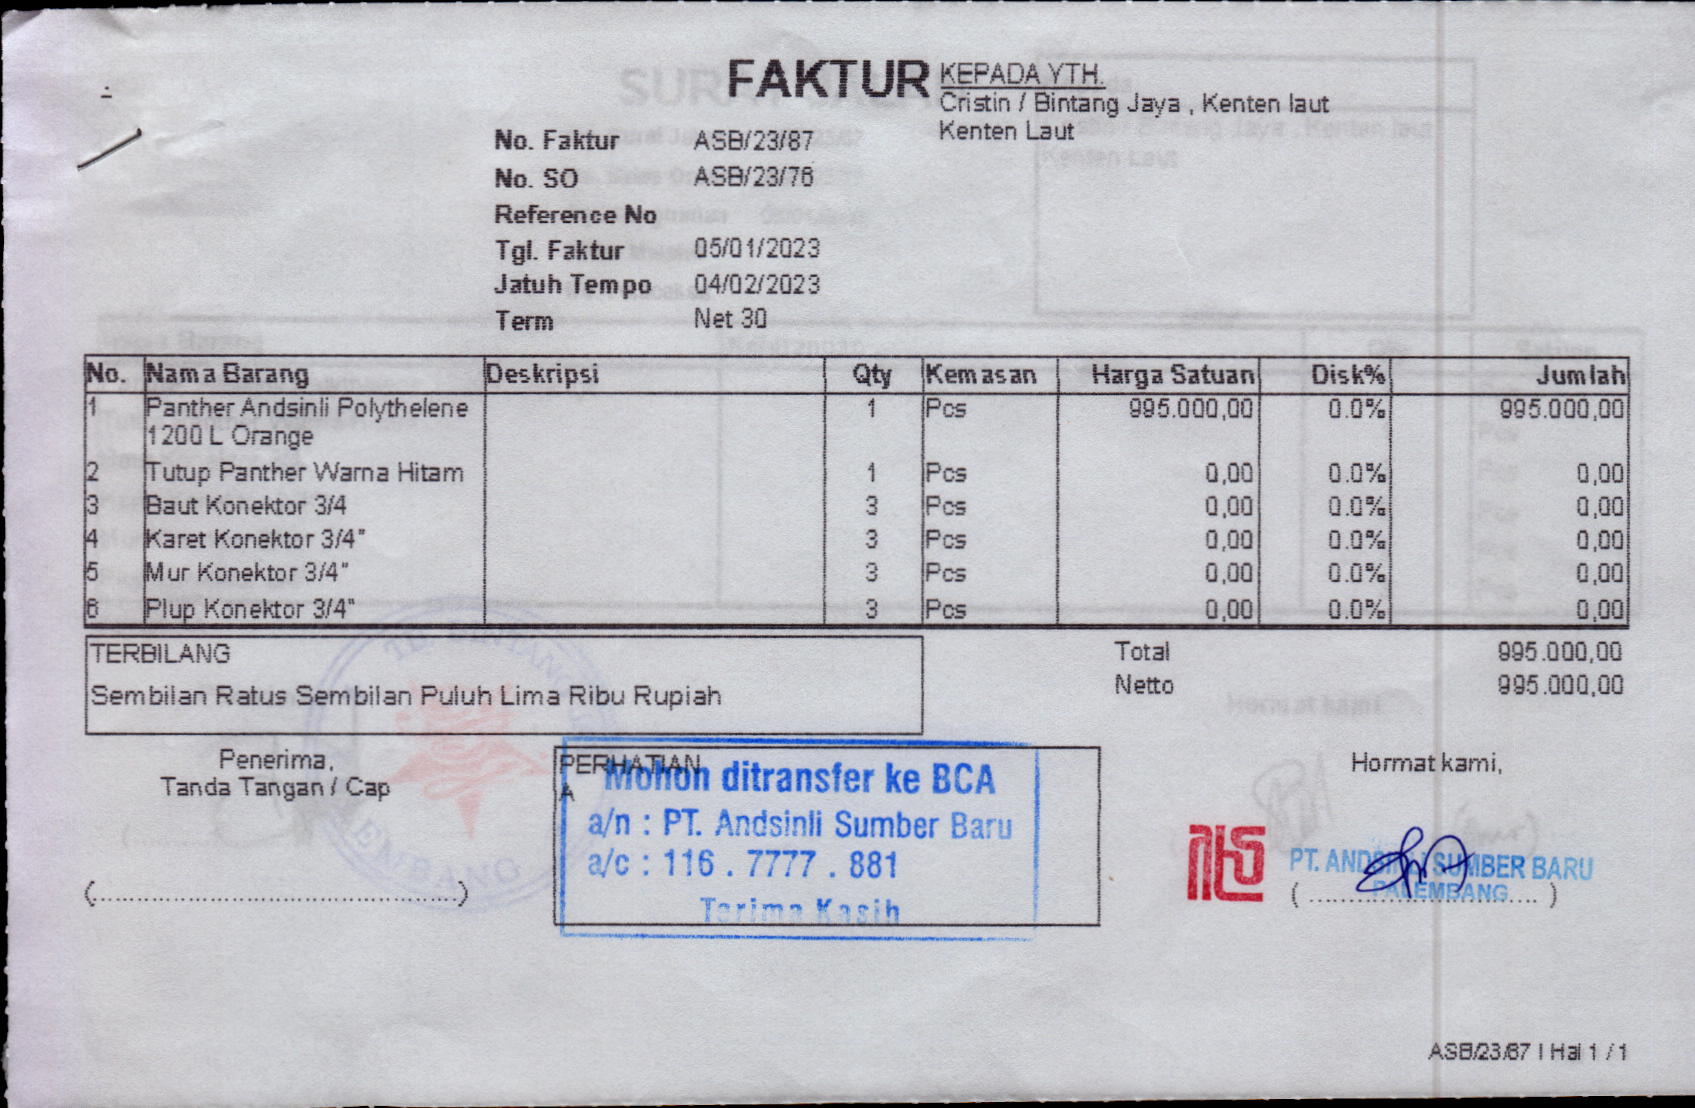 FAKTUR
KEPADA YTH.
Cristin / Bintang Jaya , Kenten laut
Kenten Laut
No. Faktur ASB/23/87
No. SO ASB/23/76
Reference No
Tgl. Faktur 05/01/2023
Jatuh Tempo 04/02/2023
Term Net 30
No. Nama Barang Deskripsi Qty Kemasan Harga Satuan Disk% Jumlah
1 Panther Andsinli Polythelene 1 Pcs 995.000,00 0.0% 995.000,00
1200 L Orange
2 Tutup Panther Warna Hitam 1 Pcs 0,00 0.0% 0,00
3 Baut Konektor 3/4 3 Pcs 0,00 0.0% 0,00
4 Karet Konektor 3/4" 3 Pcs 0,00 0.0% 0,00
5 Mur Konektor 3/4" 3 Pcs 0,00 0.0% 0,00
6 Plup Konektor 3/4" 3 Pcs 0,00 0.0% 0,00
TERBILANG
Sembilan Ratus Sembilan Puluh Lima Ribu Rupiah
Total 995.000,00
Netto 995.000,00
Penerima,
Tanda Tangan / Cap
(............................................)
PERHATIAN
A
Mohon ditransfer ke BCA
a/n : PT. Andsinli Sumber Baru
a/c : 116 . 7777 . 881
Terima Kasih
Hormat kami,
PT. ANDSINLI SUMBER BARU
PALEMBANG
( ............................ )
ASB/23/87 | Hal 1 / 1